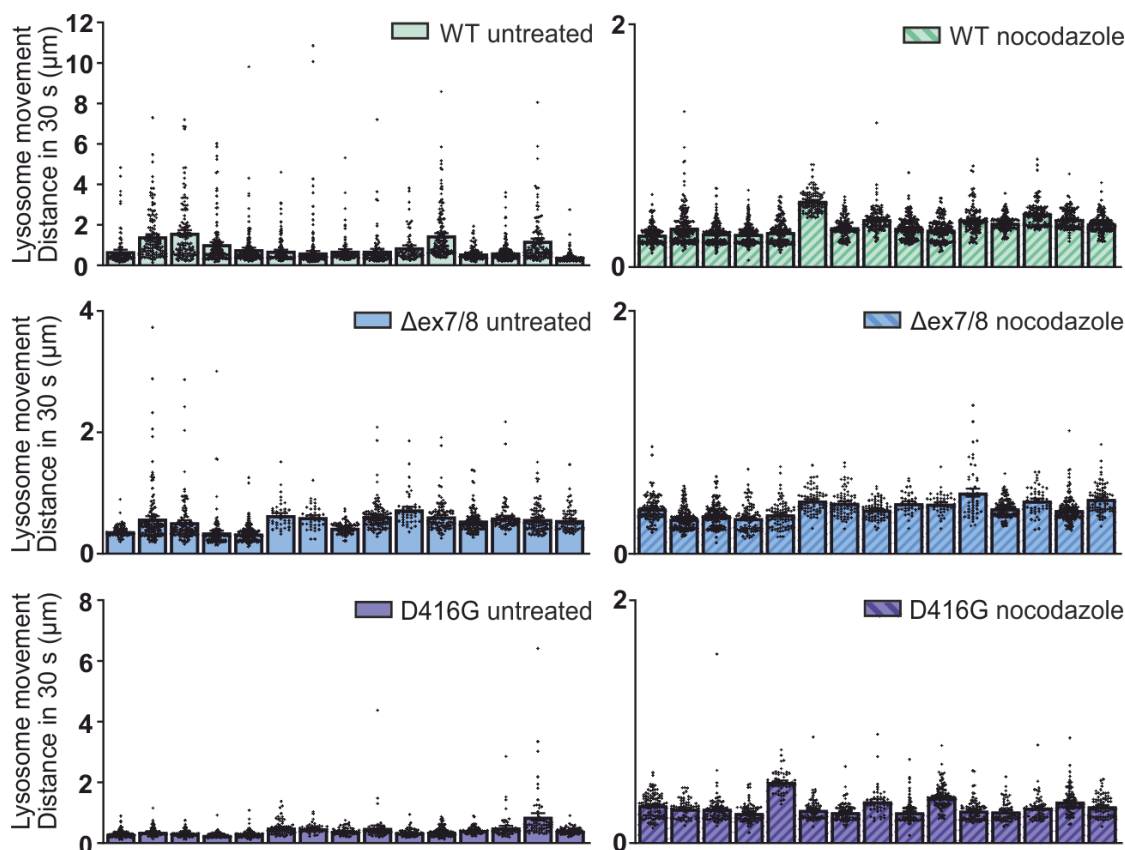 Lysosome movement
Distance in 30 s (µm)
12
10
8
6
4
2
0
WT untreated
2
0
WT nocodazole
Lysosome movement
Distance in 30 s (µm)
4
2
0
Δex7/8 untreated
2
0
Δex7/8 nocodazole
Lysosome movement
Distance in 30 s (µm)
8
6
4
2
0
D416G untreated
2
0
D416G nocodazole